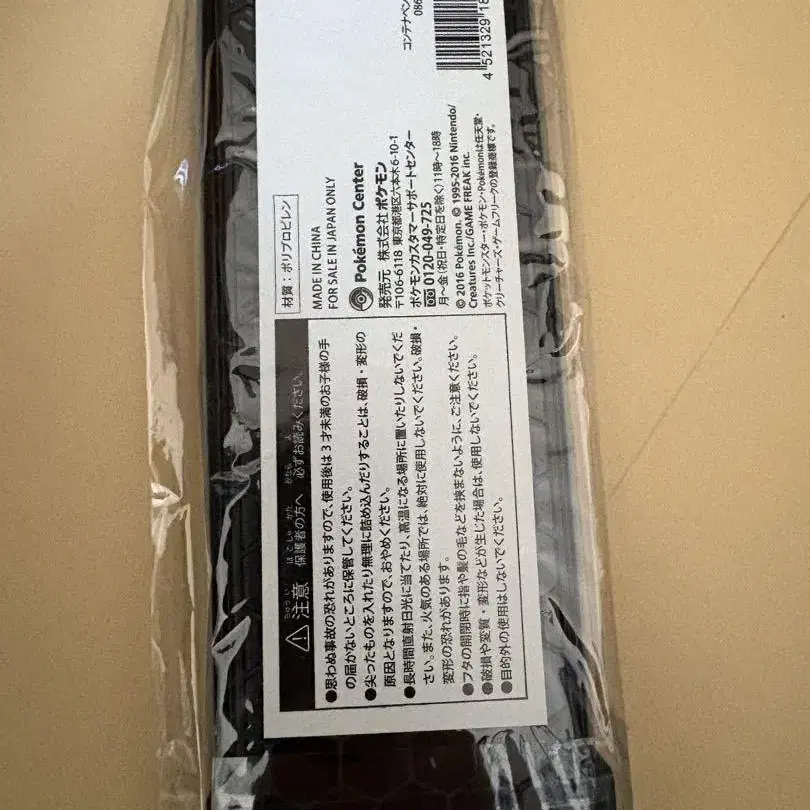 コンテナペン
086
4 521329 18
材質：ポリプロピレン
MADE IN CHINA
FOR SALE IN JAPAN ONLY
Pokémon Center
発売元 株式会社ポケモン
〒106-6118 東京都港区六本木6-10-1
ポケモンカスタマーサポートセンター
0120-049-725
月〜金(祝日・特定日を除く)11時〜18時
© 2016 Pokémon. © 1995-2016 Nintendo/
Creatures Inc./GAME FREAK inc.
ポケットモンスター・ポケモン・Pokémonは任天堂・
クリーチャーズ・ゲームフリークの登録商標です。
注意 保護者の方へ 必ずお読みください。
●思わぬ事故の恐れがありますので、使用後は3才未満のお子様の手
の届かないところに保管してください。
●尖ったものを入れたり無理に詰め込んだりすることは、破損・変形の
原因となりますので、おやめください。
●長時間直射日光に当てたり、高温になる場所に置いたりしないでくだ
さい。また、火気のある場所では、絶対に使用しないでください。破損・
変形の恐れがあります。
●フタの開閉時に指や髪の毛などを挟まないように、ご注意ください。
●破損や変質・変形などが生じた場合は、使用しないでください。
●目的外の使用はしないでください。